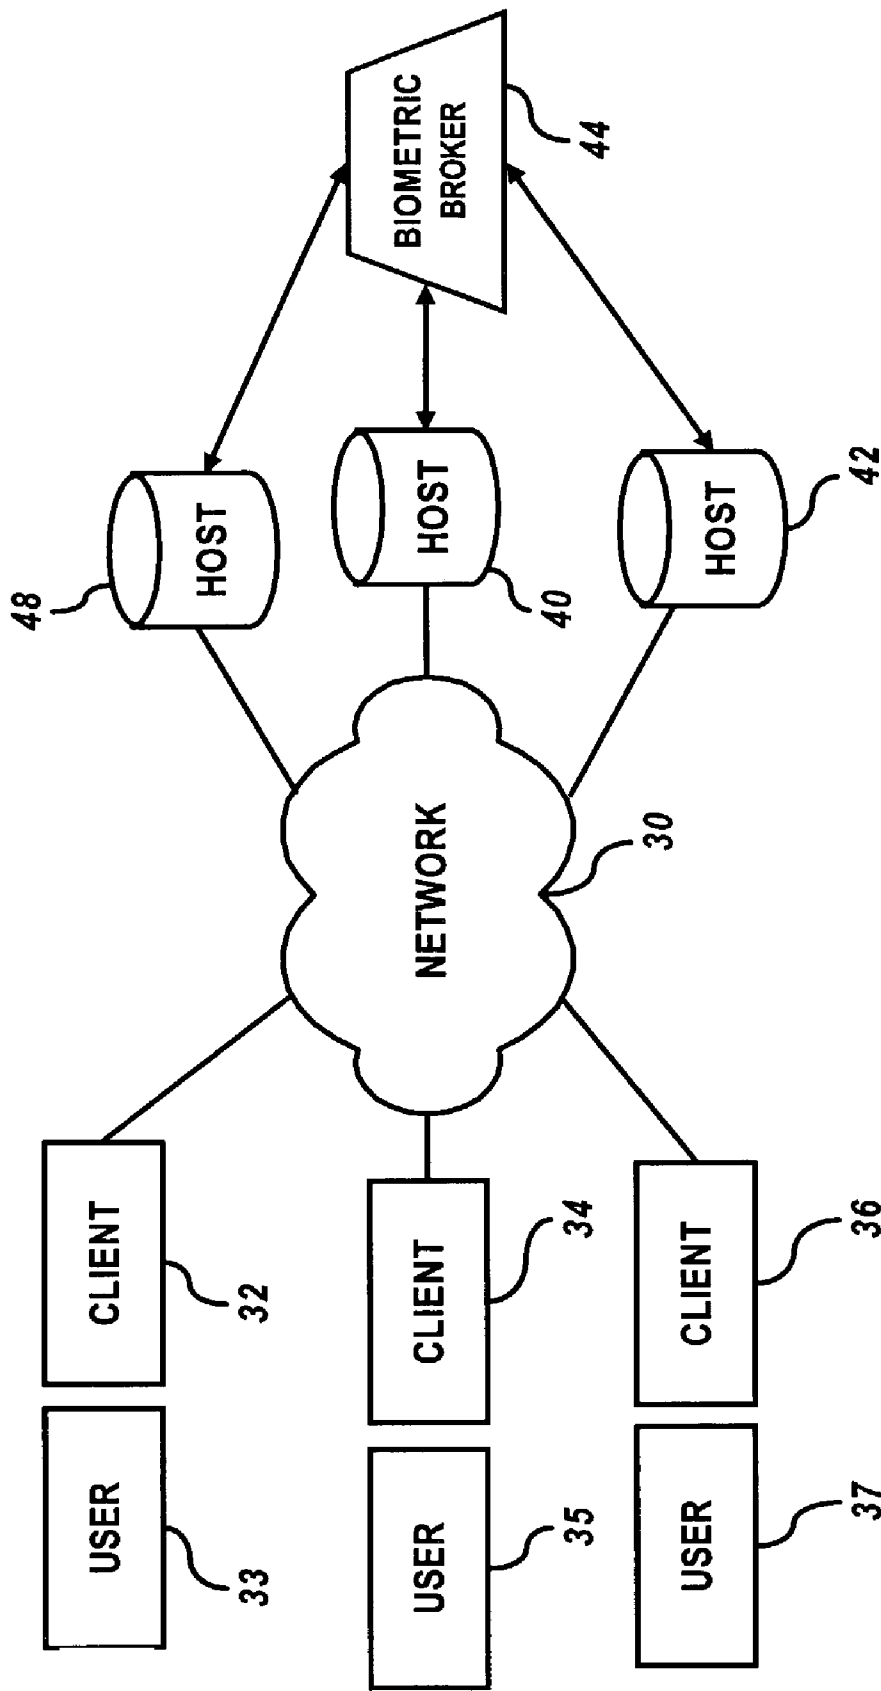 USER
33
CLIENT
32
USER
35
CLIENT
34
USER
37
CLIENT
36
NETWORK
30
HOST
48
HOST
40
HOST
42
BIOMETRIC
BROKER
44